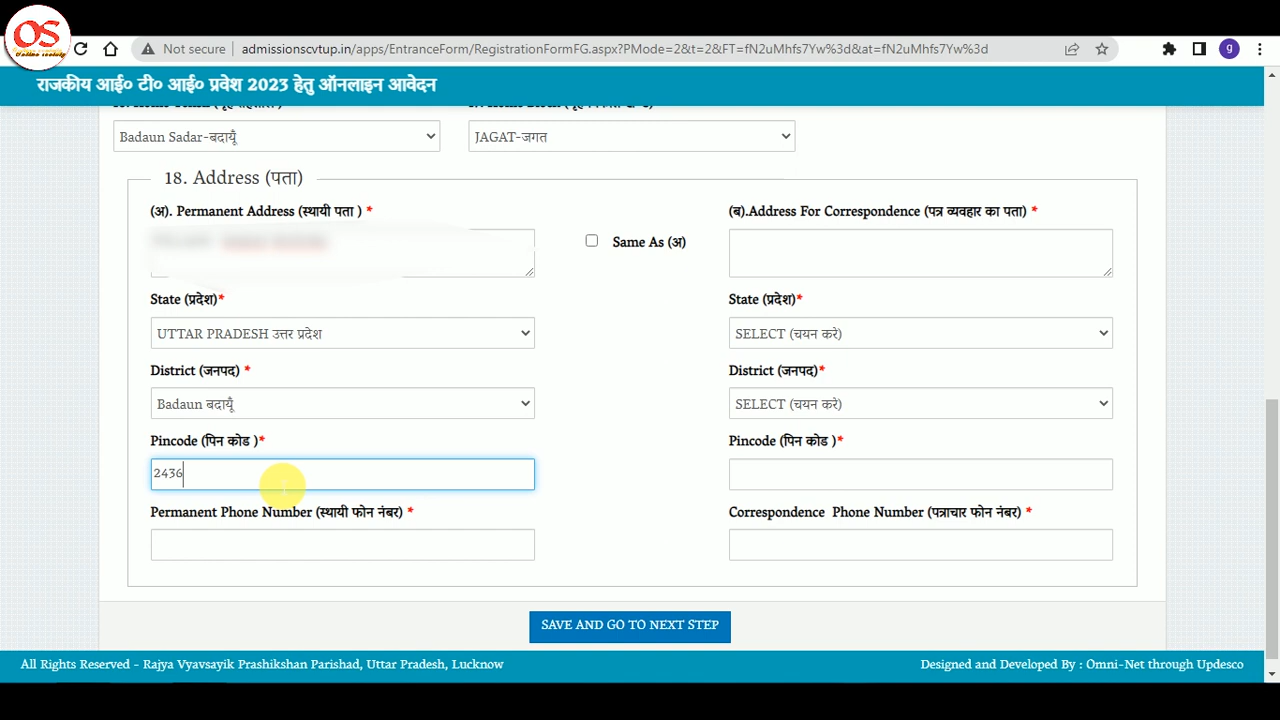 OS
Online society
Not secure
admissionscvtup.in/apps/EntranceForms/RegistrationFormFG.aspx?PMode=2&t=2&FT=fN2uMhfs7Yw%3d&at=fN2uMhfs7Yw%3d
g
राजकीय आई० टी० आई० प्रवेश 2023 हेतु ऑनलाइन आवेदन
Badaun Sadar-बदायूँ
JAGAT-जगत
18. Address (पता)
(अ). Permanent Address (स्थायी पता ) *
Same As (अ)
(ब).Address For Correspondence (पत्र व्यवहार का पता) *
State (प्रदेश)*
State (प्रदेश)*
UTTAR PRADESH उत्तर प्रदेश
SELECT (चयन करे)
District (जनपद) *
District (जनपद)*
Badaun बदायूँ
SELECT (चयन करे)
Pincode (पिन कोड )*
Pincode (पिन कोड )*
2436
Permanent Phone Number (स्थायी फोन नंबर) *
Correspondence Phone Number (पत्राचार फोन नंबर) *
SAVE AND GO TO NEXT STEP
All Rights Reserved - Rajya Vyavsayik Prashikshan Parishad, Uttar Pradesh, Lucknow
Designed and Developed By : Omni-Net through Updesco